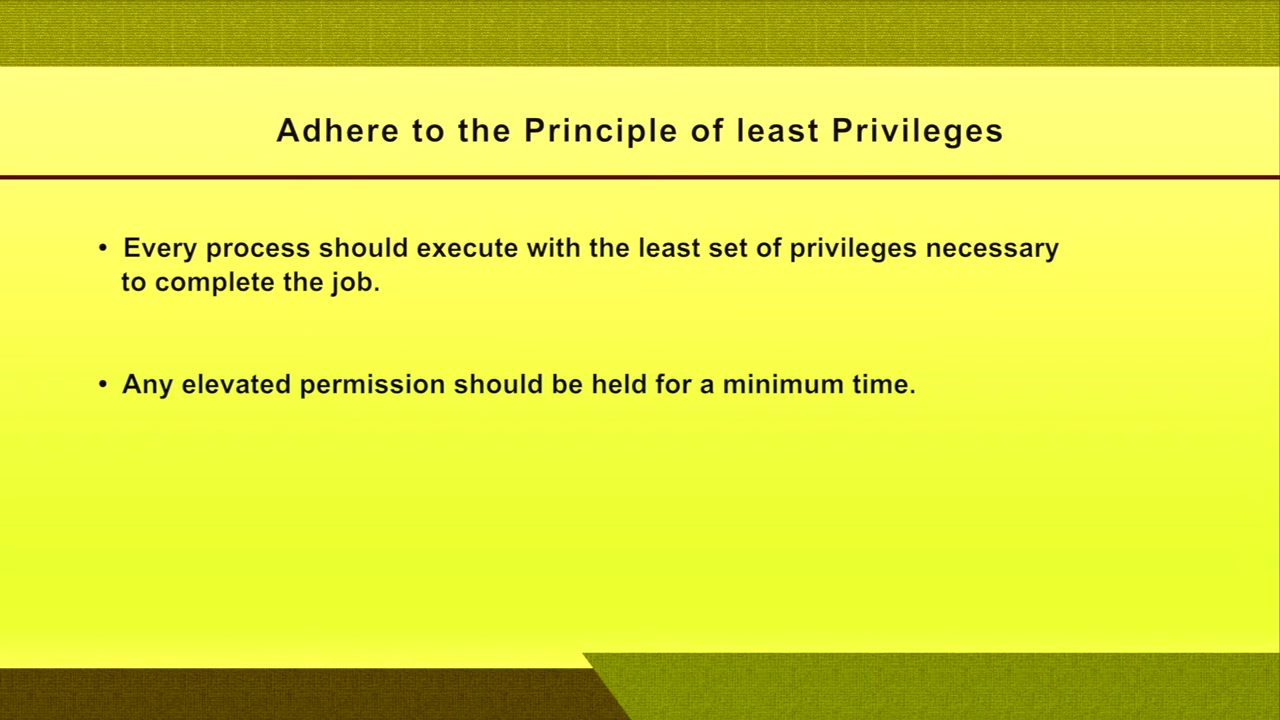 Adhere to the Principle of least Privileges
• Every process should execute with the least set of privileges necessary
to complete the job.
• Any elevated permission should be held for a minimum time.